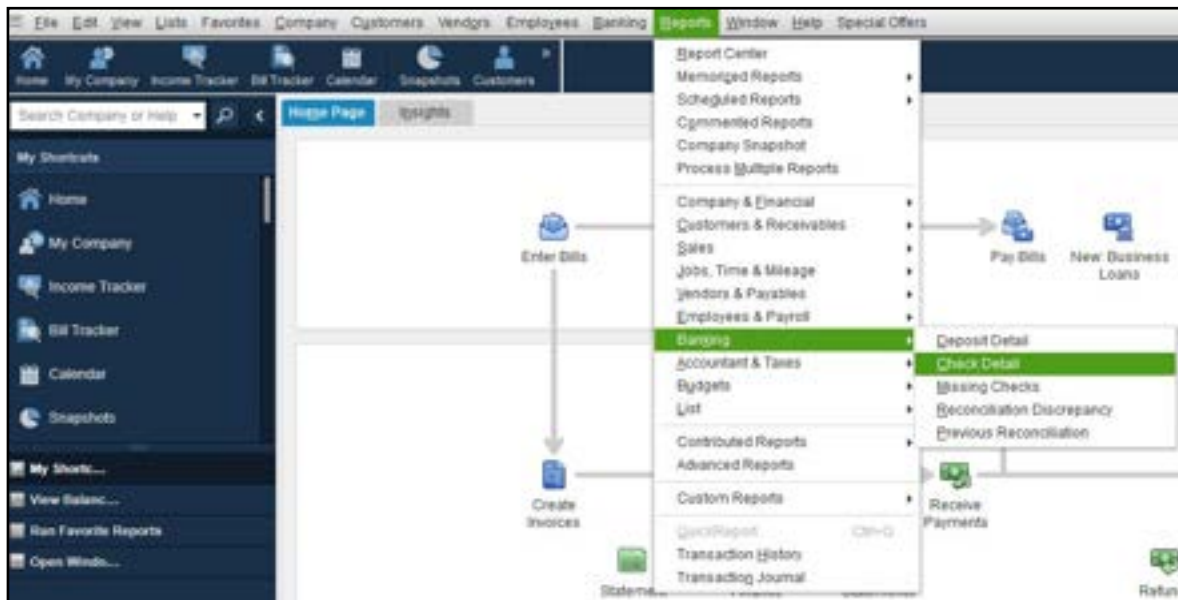 File Edit View Lists Favorites Company Customers Vendors Employees Banking Reports Window Help Special Offers
Home My Company Income Tracker Bill Tracker Calendar Snapshots Customers
Search Company or Help
Home Page Insights
My Shortcuts
Home
My Company
Income Tracker
Bill Tracker
Calendar
Snapshots
My Shortc...
View Balanc...
Run Favorite Reports
Open Windo...
Enter Bills
Pay Bills
New Business
Loans
Create
Invoices
Receive
Payments
Report Center
Memorized Reports
Scheduled Reports
Commented Reports
Company Snapshot
Process Multiple Reports
Company & Financial
Customers & Receivables
Sales
Jobs, Time & Mileage
Vendors & Payables
Employees & Payroll
Banking
Accountant & Taxes
Budgets
List
Contributed Reports
Advanced Reports
Custom Reports
QuickReport Ctrl+Q
Transaction History
Transaction Journal
Deposit Detail
Check Detail
Missing Checks
Reconciliation Discrepancy
Previous Reconciliation